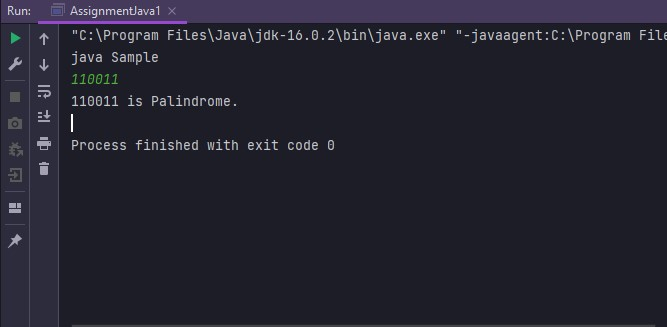 Run: AssignmentJava1
"C:\Program Files\Java\jdk-16.0.2\bin\java.exe" "-javaagent:C:\Program File
java Sample
110011
110011 is Palindrome.
Process finished with exit code 0